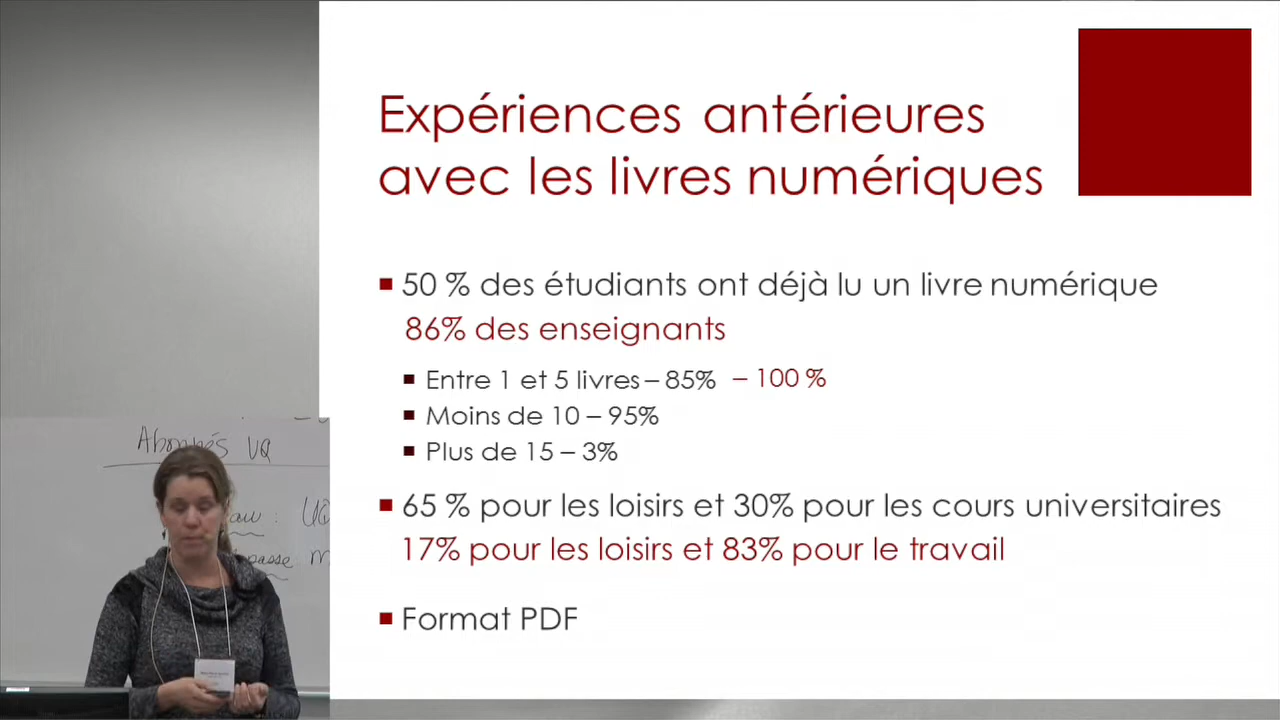 Expériences antérieures
avec les livres numériques
50 % des étudiants ont déjà lu un livre numérique
86% des enseignants
Entre 1 et 5 livres – 85% – 100 %
Moins de 10 – 95%
Plus de 15 – 3%
65 % pour les loisirs et 30% pour les cours universitaires
17% pour les loisirs et 83% pour le travail
Format PDF
Abonnés UQ